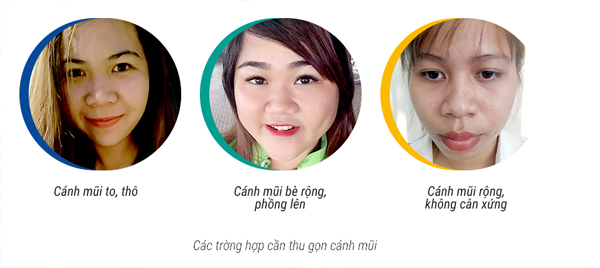 Cánh mũi to, thô
Cánh mũi bè rộng,
phồng lên
Cánh mũi rộng,
không cân xứng
Các trờng hợp cần thu gọn cánh mũi